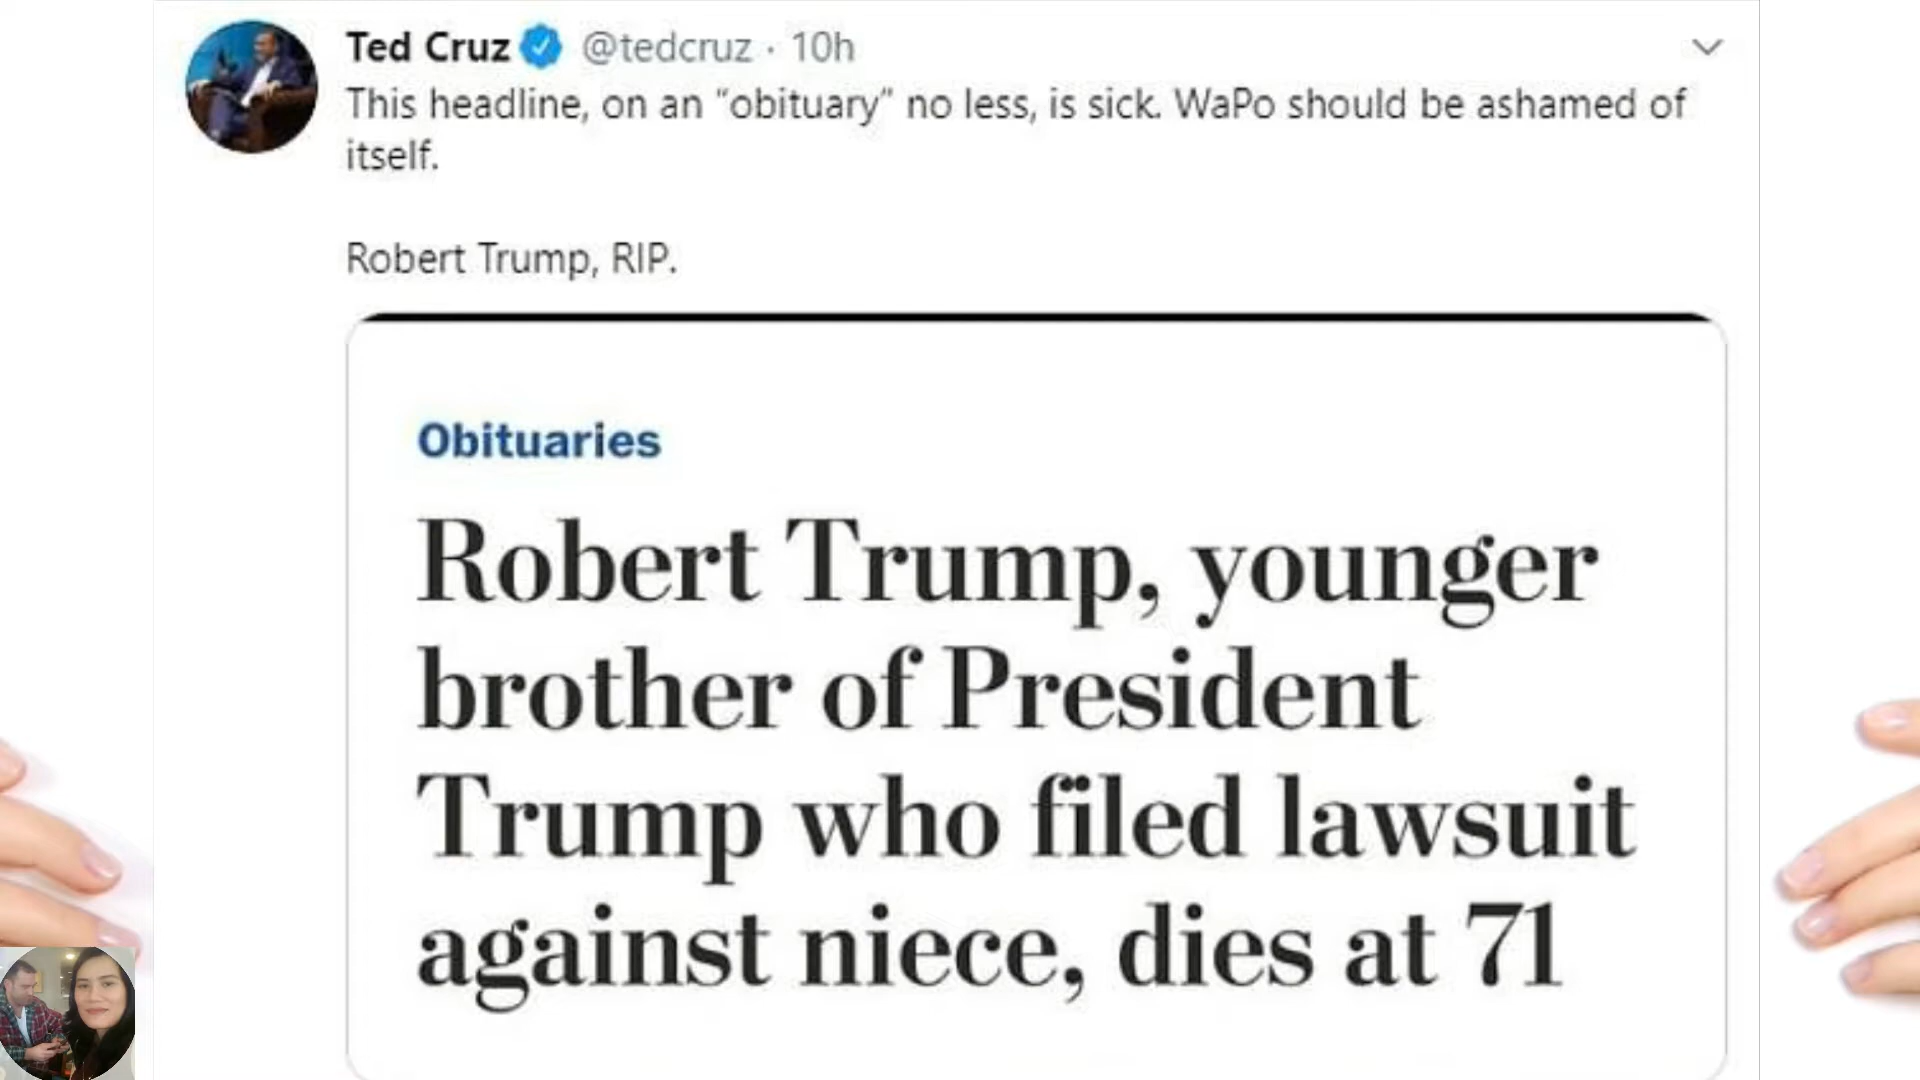 Ted Cruz @tedcruz · 10h
This headline, on an “obituary” no less, is sick. WaPo should be ashamed of
itself.
Robert Trump, RIP.
Obituaries
Robert Trump, younger
brother of President
Trump who filed lawsuit
against niece, dies at 71